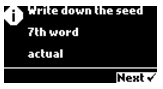 Write down the seed
7th word
actual
Next ✓